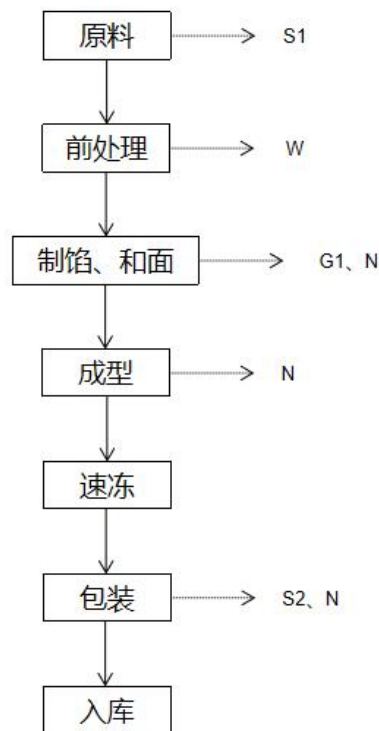 原料 S1
前处理 W
制馅、和面 G1、N
成型 N
速冻
包装 S2、N
入库